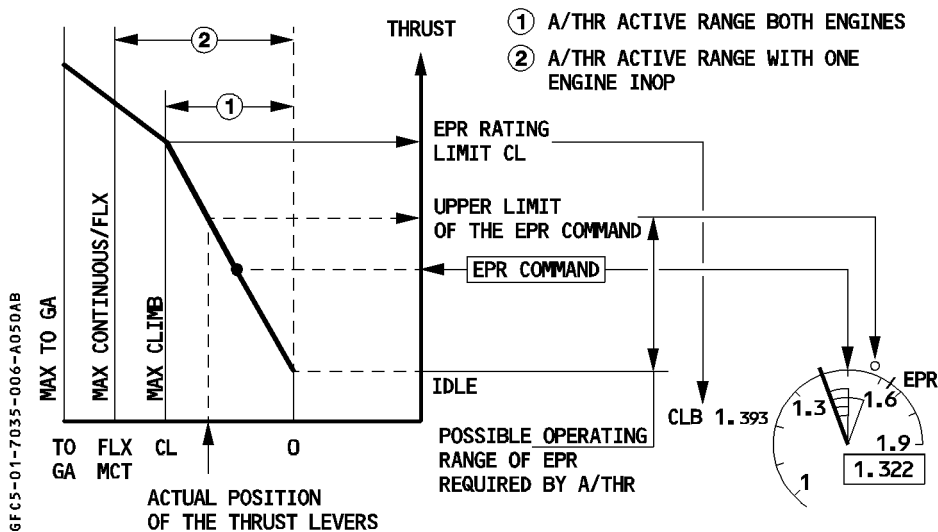 ① A/THR ACTIVE RANGE BOTH ENGINES
② A/THR ACTIVE RANGE WITH ONE
ENGINE INOP
2
1
THRUST
EPR RATING
LIMIT CL
UPPER LIMIT
OF THE EPR COMMAND
EPR COMMAND
IDLE
POSSIBLE OPERATING
RANGE OF EPR
REQUIRED BY A/THR
MAX TO GA
MAX CONTINUOUS/FLX
MAX CLIMB
TO
GA
FLX
MCT
CL
0
ACTUAL POSITION
OF THE THRUST LEVERS
CLB 1.393
EPR
1.3
1.6
1.9
1.322
1
GFC5-01-7035-006-A050AB